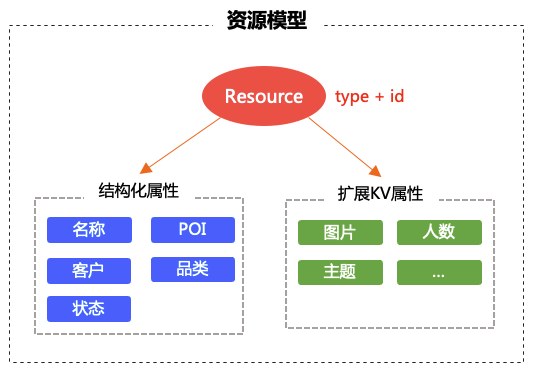 资源模型
Resource
type + id
结构化属性
名称
POI
客户
品类
状态
扩展KV属性
图片
人数
主题
...